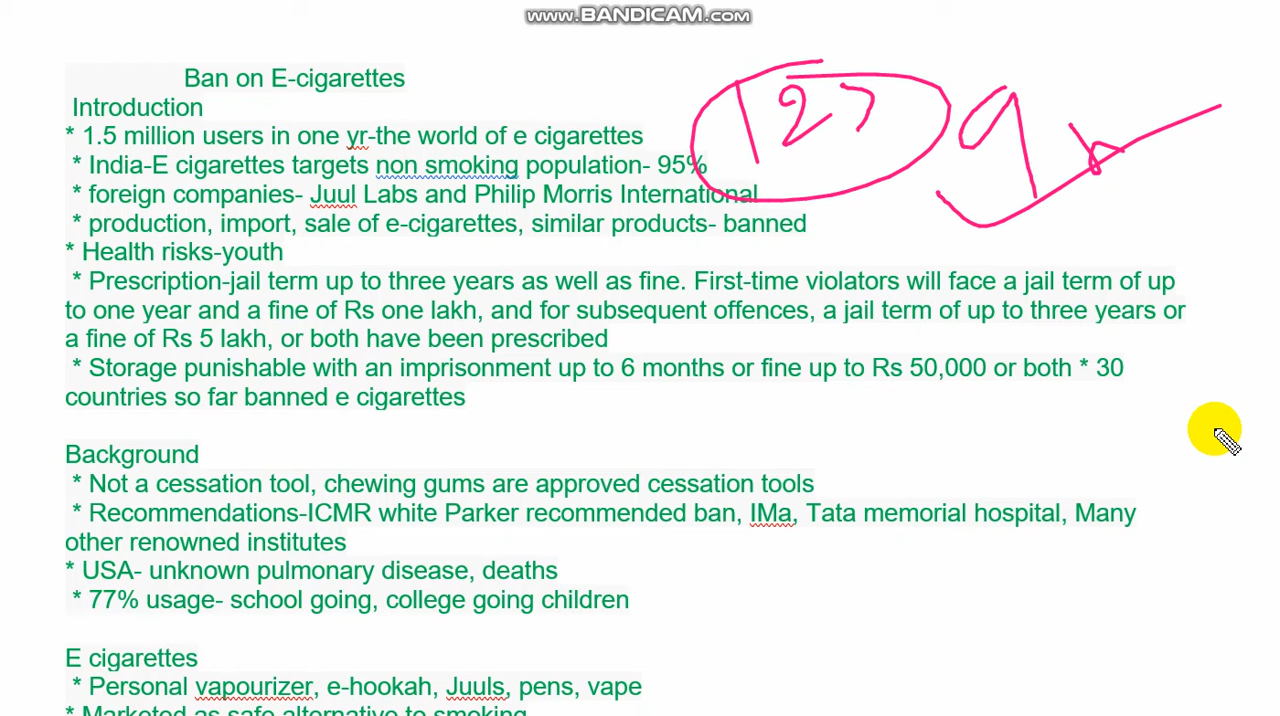 www.BANDICAM.com
Ban on E-cigarettes
Introduction
* 1.5 million users in one yr-the world of e cigarettes
* India-E cigarettes targets non smoking population- 95%
* foreign companies- Juul Labs and Philip Morris International
* production, import, sale of e-cigarettes, similar products- banned
* Health risks-youth
* Prescription-jail term up to three years as well as fine. First-time violators will face a jail term of up
to one year and a fine of Rs one lakh, and for subsequent offences, a jail term of up to three years or
a fine of Rs 5 lakh, or both have been prescribed
* Storage punishable with an imprisonment up to 6 months or fine up to Rs 50,000 or both * 30
countries so far banned e cigarettes
Background
* Not a cessation tool, chewing gums are approved cessation tools
* Recommendations-ICMR white Parker recommended ban, IMa, Tata memorial hospital, Many
other renowned institutes
* USA- unknown pulmonary disease, deaths
* 77% usage- school going, college going children
E cigarettes
* Personal vapourizer, e-hookah, Juuls, pens, vape
* Marketed as safe alternative to smoking
127